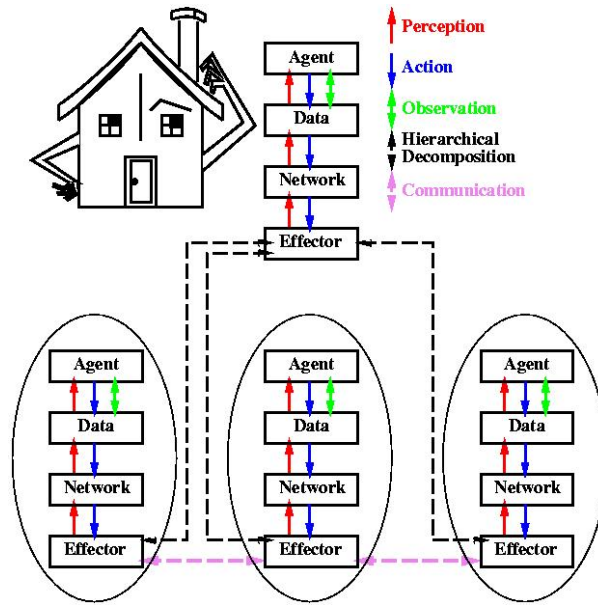 Agent
Data
Network
Effector
Perception
Action
Observation
Hierarchical
Decomposition
Communication
Agent
Data
Network
Effector
Agent
Data
Network
Effector
Agent
Data
Network
Effector